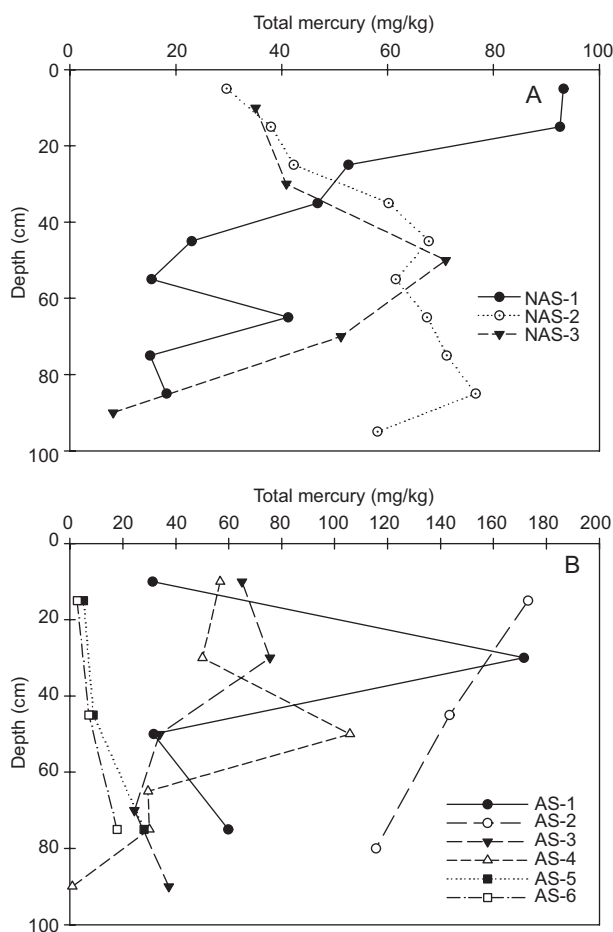 Total mercury (mg/kg)
0 20 40 60 80 100
A
0
20
40
60
80
100
Depth (cm)
NAS-1
NAS-2
NAS-3
Total mercury (mg/kg)
0 20 40 60 80 100 120 140 160 180 200
B
0
20
40
60
80
100
Depth (cm)
AS-1
AS-2
AS-3
AS-4
AS-5
AS-6